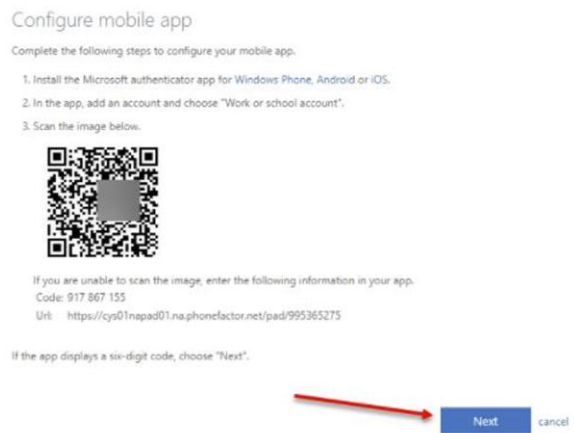 Configure mobile app
Complete the following steps to configure your mobile app.
1. Install the Microsoft authenticator app for Windows Phone, Android or iOS.
2. In the app, add an account and choose "Work or school account".
3. Scan the image below.
If you are unable to scan the image, enter the following information in your app.
Code: 917 867 155
Url: https://cys01napad01.na.phonefactor.net/pad/995365275
If the app displays a six-digit code, choose "Next".
Next cancel